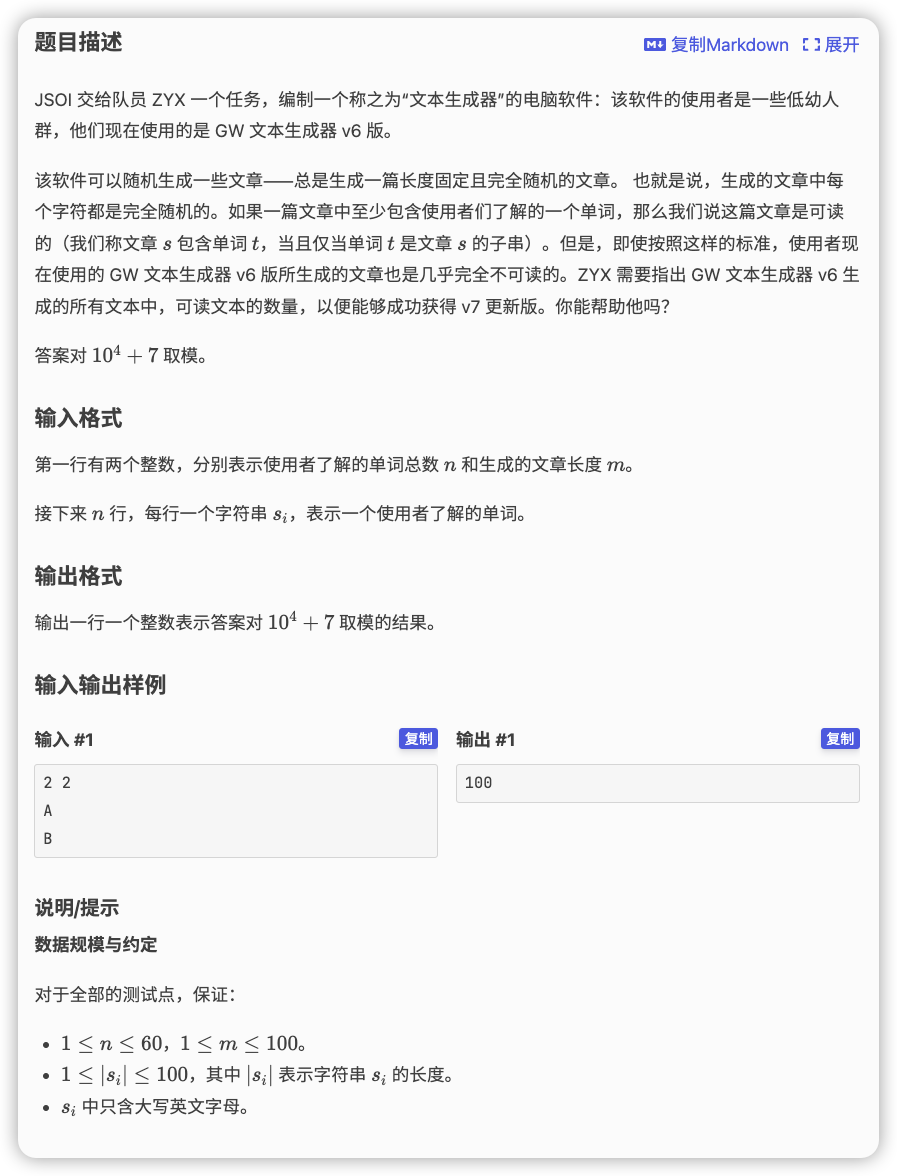 题目描述
复制Markdown 展开
JSOI 交给队员 ZYX 一个任务，编制一个称之为“文本生成器”的电脑软件：该软件的使用者是一些低幼人
群，他们现在使用的是 GW 文本生成器 v6 版。
该软件可以随机生成一些文章——总是生成一篇长度固定且完全随机的文章。 也就是说，生成的文章中每
个字符都是完全随机的。如果一篇文章中至少包含使用者们了解的一个单词，那么我们说这篇文章是可读
的（我们称文章 s 包含单词 t，当且仅当单词 t 是文章 s 的子串）。但是，即使按照这样的标准，使用者现
在使用的 GW 文本生成器 v6 版所生成的文章也是几乎完全不可读的。ZYX 需要指出 GW 文本生成器 v6 生
成的所有文本中，可读文本的数量，以便能够成功获得 v7 更新版。你能帮助他吗？
答案对 10^4 + 7 取模。
输入格式
第一行有两个整数，分别表示使用者了解的单词总数 n 和生成的文章长度 m。
接下来 n 行，每行一个字符串 s_i，表示一个使用者了解的单词。
输出格式
输出一行一个整数表示答案对 10^4 + 7 取模的结果。
输入输出样例
输入 #1 复制
2 2
A
B
输出 #1 复制
100
说明/提示
数据规模与约定
对于全部的测试点，保证：
• 1 ≤ n ≤ 60，1 ≤ m ≤ 100。
• 1 ≤ |s_i| ≤ 100，其中 |s_i| 表示字符串 s_i 的长度。
• s_i 中只含大写英文字母。